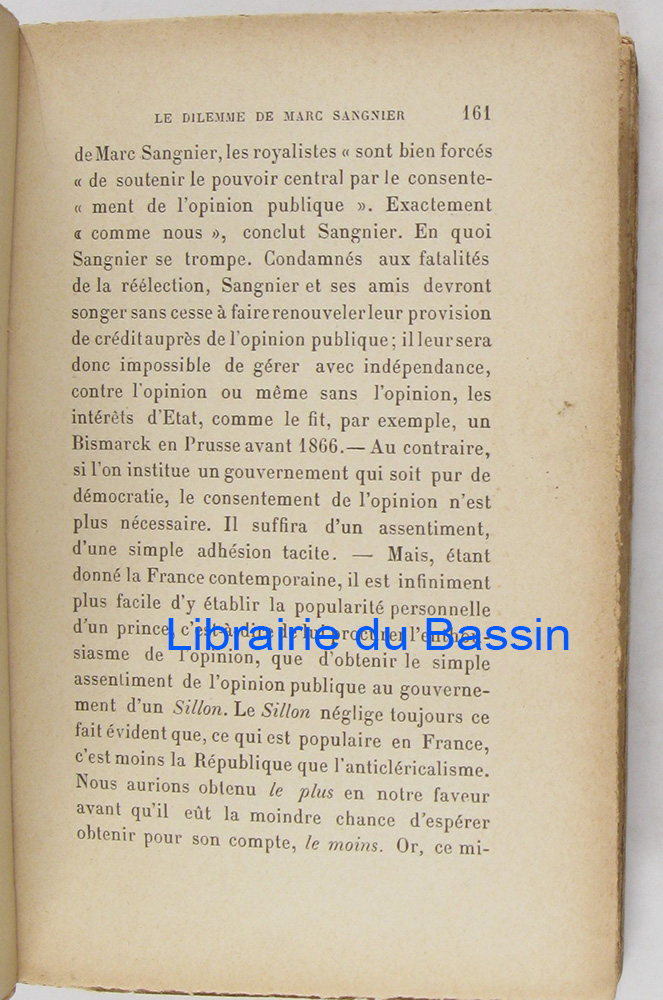 LE DILEMME DE MARC SANGNIER 161
de Marc Sangnier, les royalistes « sont bien forcés
« de soutenir le pouvoir central par le consente-
« ment de l'opinion publique ». Exactement
« comme nous », conclut Sangnier. En quoi
Sangnier se trompe. Condamnés aux fatalités
de la réélection, Sangnier et ses amis devront
songer sans cesse à faire renouveler leur provision
de crédit auprès de l'opinion publique ; il leur sera
donc impossible de gérer avec indépendance,
contre l'opinion ou même sans l'opinion, les
intérêts d'Etat, comme le fit, par exemple, un
Bismarck en Prusse avant 1866. — Au contraire,
si l'on institue un gouvernement qui soit pur de
démocratie, le consentement de l'opinion n'est
plus nécessaire. Il suffira d'un assentiment,
d'une simple adhésion tacite. — Mais, étant
donné la France contemporaine, il est infiniment
plus facile d'y établir la popularité personnelle
d'un prince, c'est-à-dire de lui procurer l'enthou-
Librairie du Bassin
siasme de l'opinion, que d'obtenir le simple
assentiment de l'opinion publique au gouverne-
ment d'un Sillon. Le Sillon néglige toujours ce
fait évident que, ce qui est populaire en France,
c'est moins la République que l'anticléricalisme.
Nous aurions obtenu le plus en notre faveur
avant qu'il eût la moindre chance d'espérer
obtenir pour son compte, le moins. Or, ce mi-